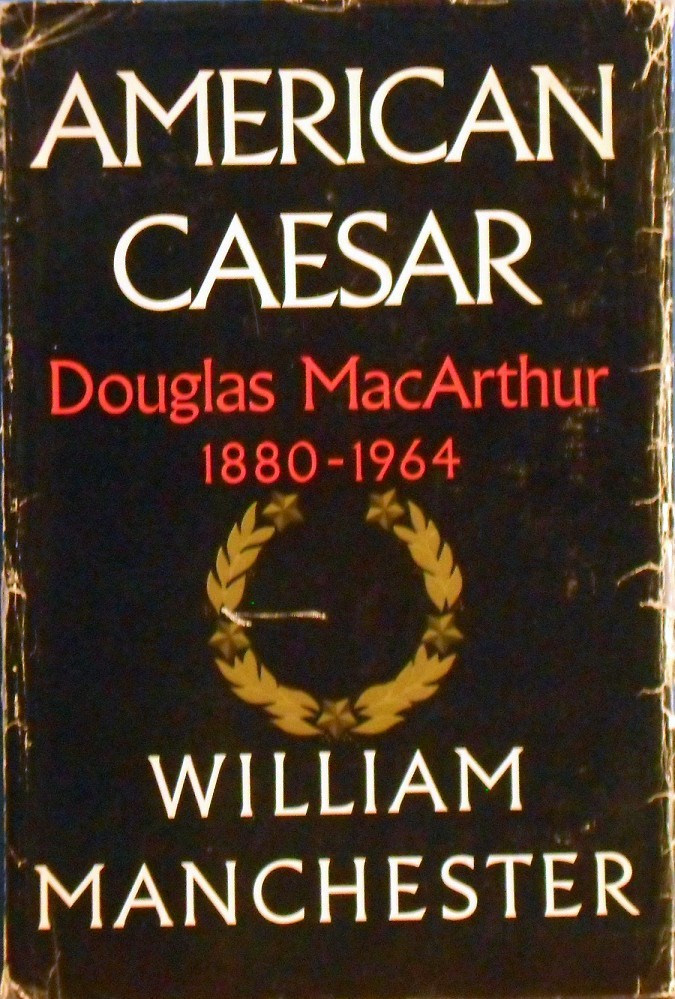 AMERICAN
CAESAR
Douglas MacArthur
1880-1964
WILLIAM
MANCHESTER